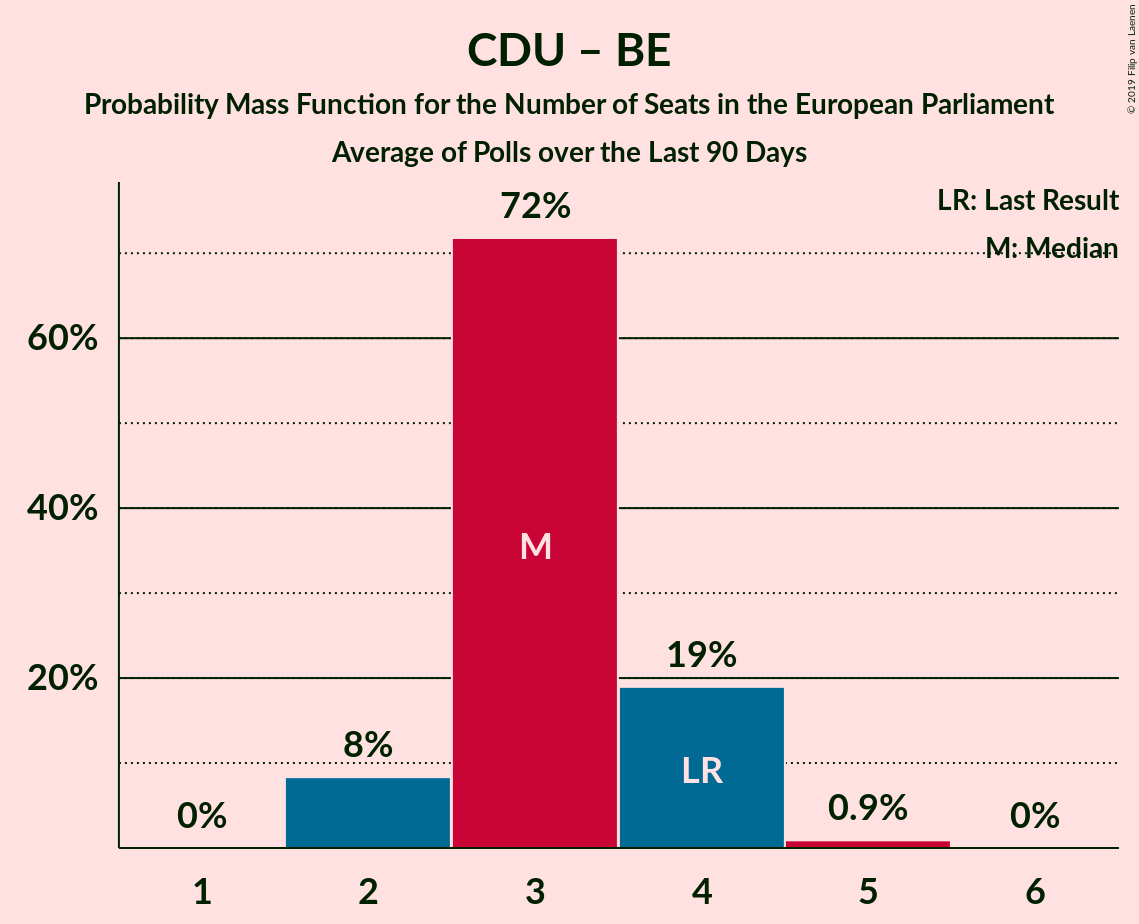 CDU – BE
Probability Mass Function for the Number of Seats in the European Parliament
Average of Polls over the Last 90 Days
© 2019 Filip van Laenen
LR: Last Result
M: Median
72%
60%
40%
M
20%
19%
LR
8%
0%
0.9%
0%
1 2 3 4 5 6